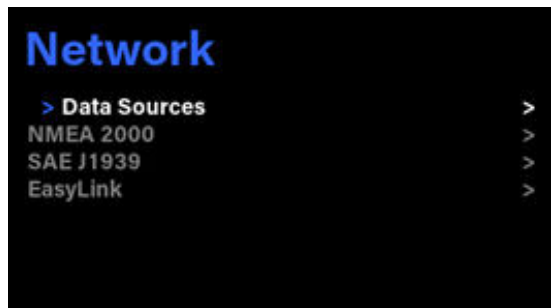 Network
> Data Sources >
NMEA 2000 >
SAE J1939 >
EasyLink >